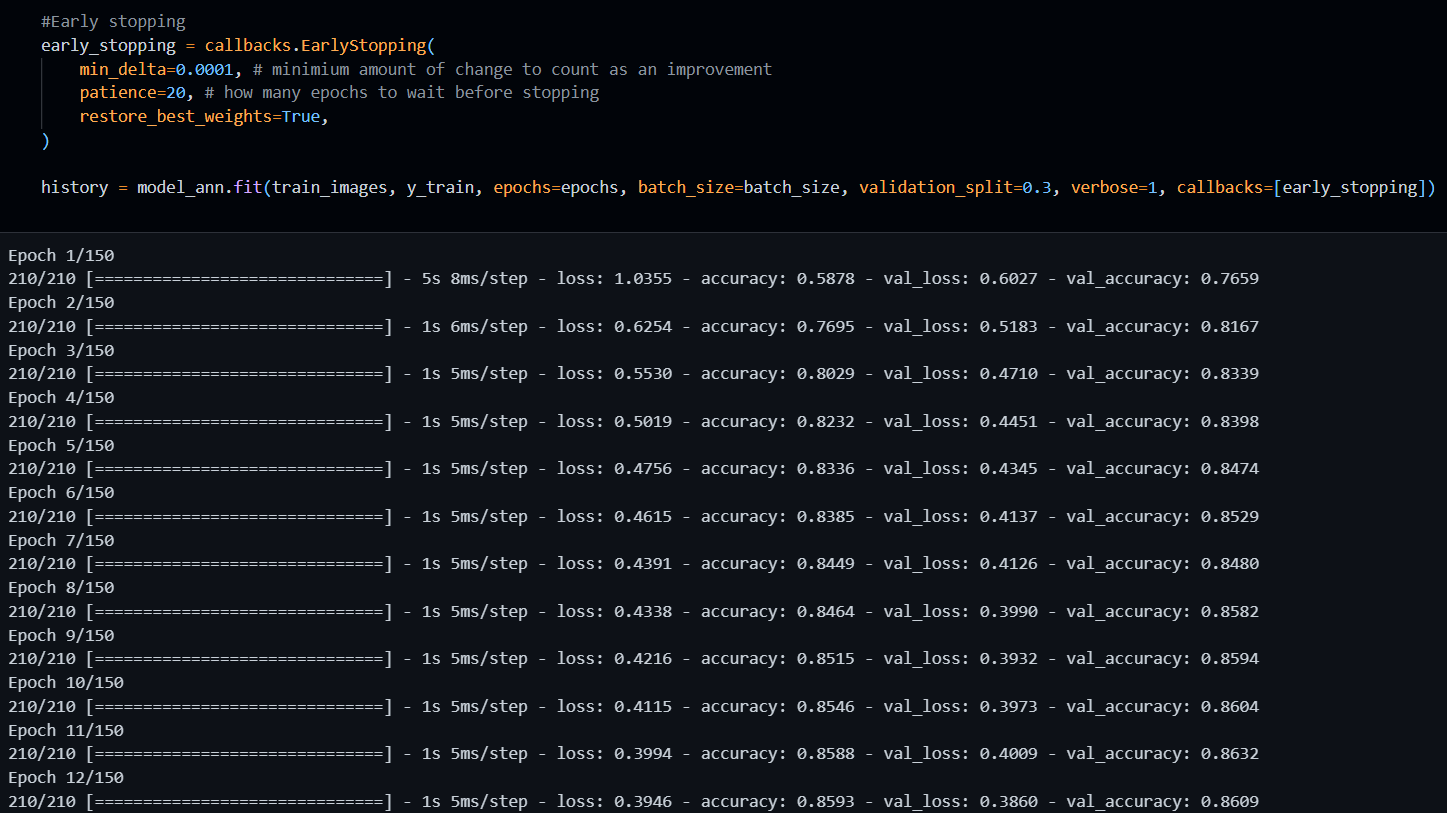 #Early stopping
early_stopping = callbacks.EarlyStopping(
min_delta=0.0001, # minimium amount of change to count as an improvement
patience=20, # how many epochs to wait before stopping
restore_best_weights=True,
)
history = model_ann.fit(train_images, y_train, epochs=epochs, batch_size=batch_size, validation_split=0.3, verbose=1, callbacks=[early_stopping])
Epoch 1/150
210/210 [==============================] - 5s 8ms/step - loss: 1.0355 - accuracy: 0.5878 - val_loss: 0.6027 - val_accuracy: 0.7659
Epoch 2/150
210/210 [==============================] - 1s 6ms/step - loss: 0.6254 - accuracy: 0.7695 - val_loss: 0.5183 - val_accuracy: 0.8167
Epoch 3/150
210/210 [==============================] - 1s 5ms/step - loss: 0.5530 - accuracy: 0.8029 - val_loss: 0.4710 - val_accuracy: 0.8339
Epoch 4/150
210/210 [==============================] - 1s 5ms/step - loss: 0.5019 - accuracy: 0.8232 - val_loss: 0.4451 - val_accuracy: 0.8398
Epoch 5/150
210/210 [==============================] - 1s 5ms/step - loss: 0.4756 - accuracy: 0.8336 - val_loss: 0.4345 - val_accuracy: 0.8474
Epoch 6/150
210/210 [==============================] - 1s 5ms/step - loss: 0.4615 - accuracy: 0.8385 - val_loss: 0.4137 - val_accuracy: 0.8529
Epoch 7/150
210/210 [==============================] - 1s 5ms/step - loss: 0.4391 - accuracy: 0.8449 - val_loss: 0.4126 - val_accuracy: 0.8480
Epoch 8/150
210/210 [==============================] - 1s 5ms/step - loss: 0.4338 - accuracy: 0.8464 - val_loss: 0.3990 - val_accuracy: 0.8582
Epoch 9/150
210/210 [==============================] - 1s 5ms/step - loss: 0.4216 - accuracy: 0.8515 - val_loss: 0.3932 - val_accuracy: 0.8594
Epoch 10/150
210/210 [==============================] - 1s 5ms/step - loss: 0.4115 - accuracy: 0.8546 - val_loss: 0.3973 - val_accuracy: 0.8604
Epoch 11/150
210/210 [==============================] - 1s 5ms/step - loss: 0.3994 - accuracy: 0.8588 - val_loss: 0.4009 - val_accuracy: 0.8632
Epoch 12/150
210/210 [==============================] - 1s 5ms/step - loss: 0.3946 - accuracy: 0.8593 - val_loss: 0.3860 - val_accuracy: 0.8609